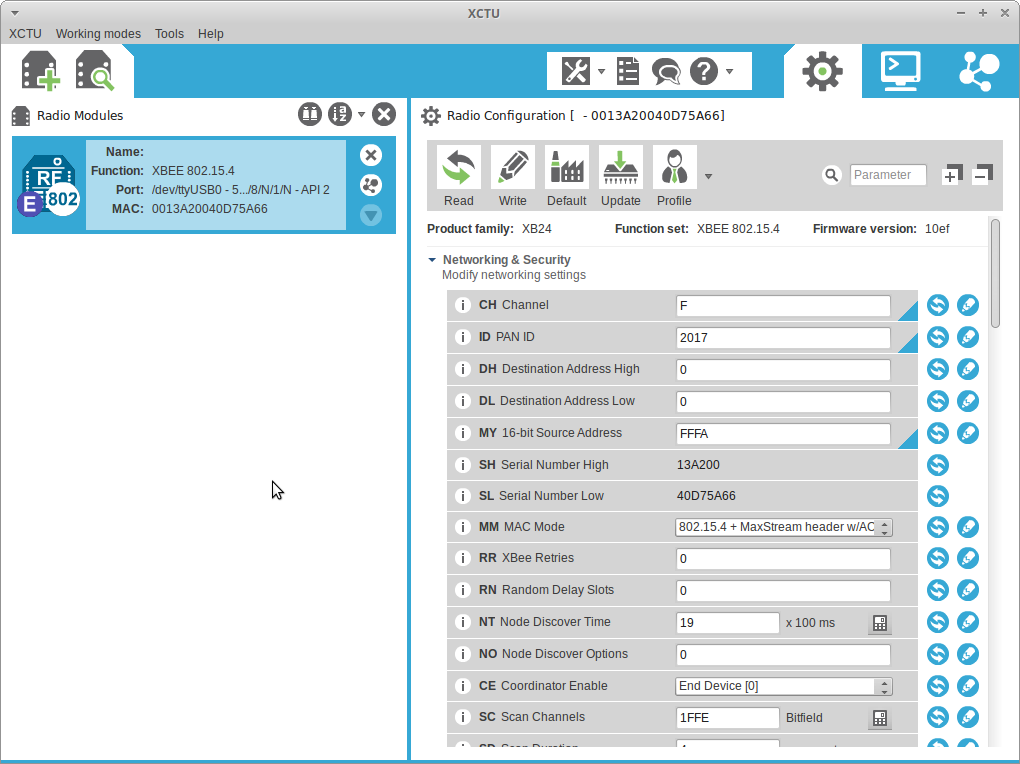 XCTU
XCTU Working modes Tools Help
Radio Modules
Name:
Function: XBEE 802.15.4
Port: /dev/ttyUSB0 - 5.../8/N/1/N - API 2
MAC: 0013A20040D75A66
RF
E 802
Radio Configuration [ - 0013A20040D75A66]
Read Write Default Update Profile
Parameter
Product family: XB24 Function set: XBEE 802.15.4 Firmware version: 10ef
Networking & Security
Modify networking settings
i CH Channel F
i ID PAN ID 2017
i DH Destination Address High 0
i DL Destination Address Low 0
i MY 16-bit Source Address FFFA
i SH Serial Number High 13A200
i SL Serial Number Low 40D75A66
i MM MAC Mode 802.15.4 + MaxStream header w/AC
i RR XBee Retries 0
i RN Random Delay Slots 0
i NT Node Discover Time 19 x 100 ms
i NO Node Discover Options 0
i CE Coordinator Enable End Device [0]
i SC Scan Channels 1FFE Bitfield
SD Scan Duration